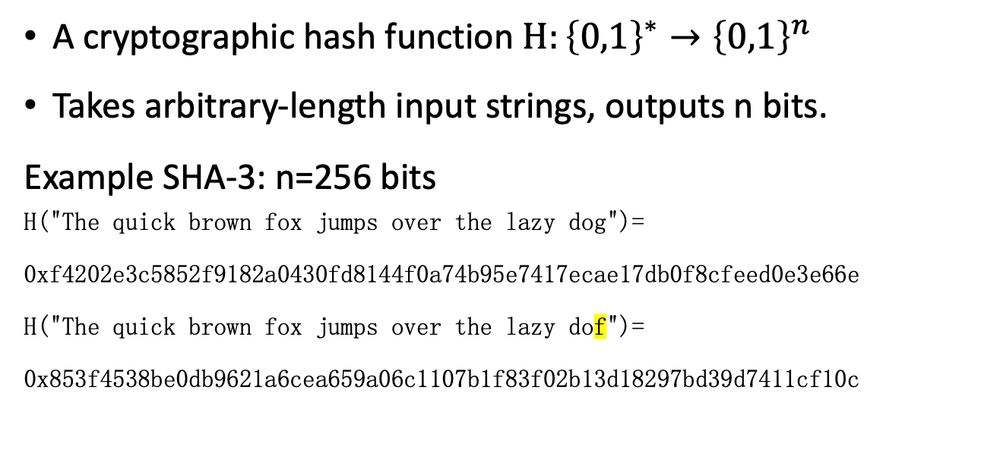 • A cryptographic hash function H: {0,1}* → {0,1}ⁿ
• Takes arbitrary-length input strings, outputs n bits.
Example SHA-3: n=256 bits
H("The quick brown fox jumps over the lazy dog")=
0xf4202e3c5852f9182a0430fd8144f0a74b95e7417ecae17db0f8cfeed0e3e66e
H("The quick brown fox jumps over the lazy dof")=
0x853f4538be0db9621a6cea659a06c1107b1f83f02b13d18297bd39d7411cf10c